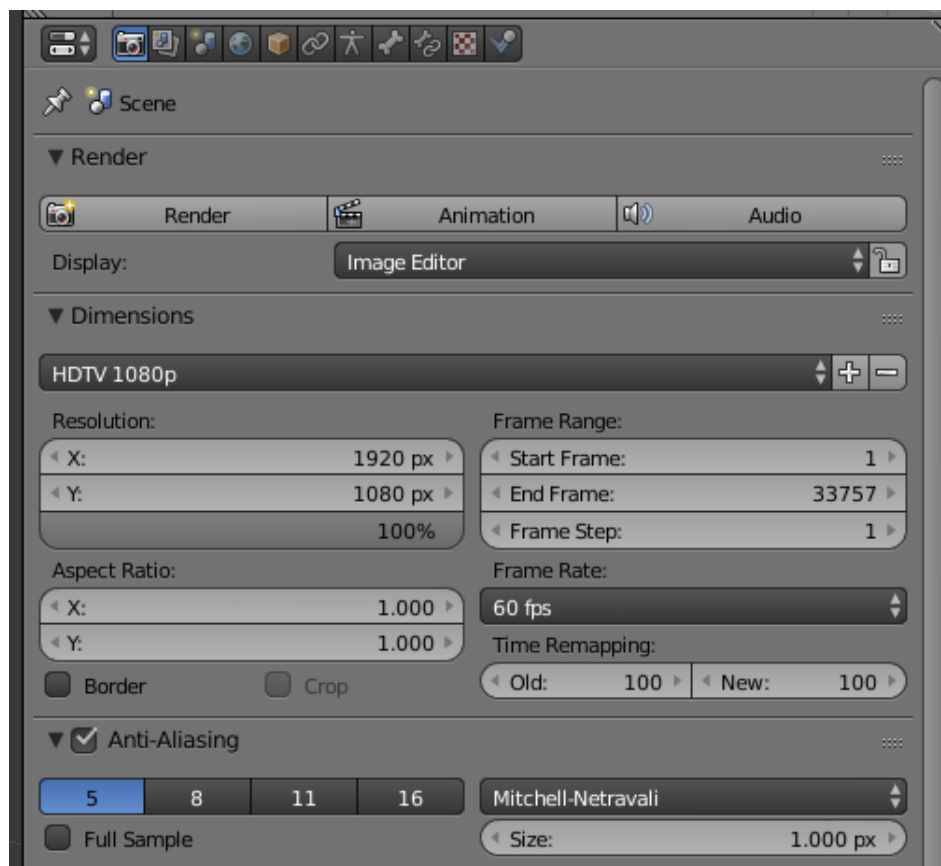 Scene
Render
Render Animation Audio
Display: Image Editor
Dimensions
HDTV 1080p
Resolution: Frame Range:
X: 1920 px Start Frame: 1
Y: 1080 px End Frame: 33757
100% Frame Step: 1
Aspect Ratio: Frame Rate:
X: 1.000 60 fps
Y: 1.000 Time Remapping:
Border Crop Old: 100 New: 100
Anti-Aliasing
5 8 11 16 Mitchell-Netravali
Full Sample Size: 1.000 px